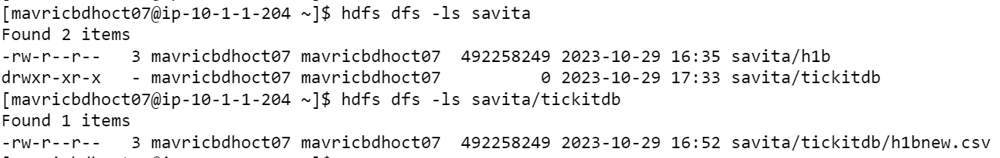 [mavricbdhoct07@ip-10-1-1-204 ~]$ hdfs dfs -ls savita
Found 2 items
-rw-r--r--   3 mavricbdhoct07 mavricbdhoct07  492258249 2023-10-29 16:35 savita/h1b
drwxr-xr-x   - mavricbdhoct07 mavricbdhoct07          0 2023-10-29 17:33 savita/tickitdb
[mavricbdhoct07@ip-10-1-1-204 ~]$ hdfs dfs -ls savita/tickitdb
Found 1 items
-rw-r--r--   3 mavricbdhoct07 mavricbdhoct07  492258249 2023-10-29 16:52 savita/tickitdb/h1bnew.csv